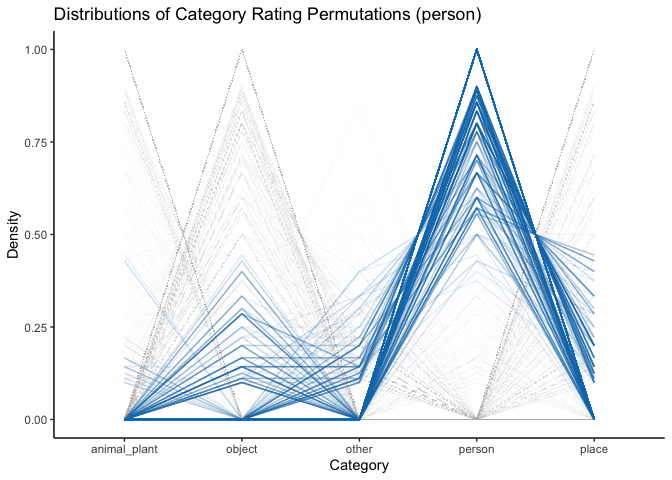 Distributions of Category Rating Permutations (person)
1.00
0.75
0.50
0.25
0.00
Density
animal_plant object other person place
Category